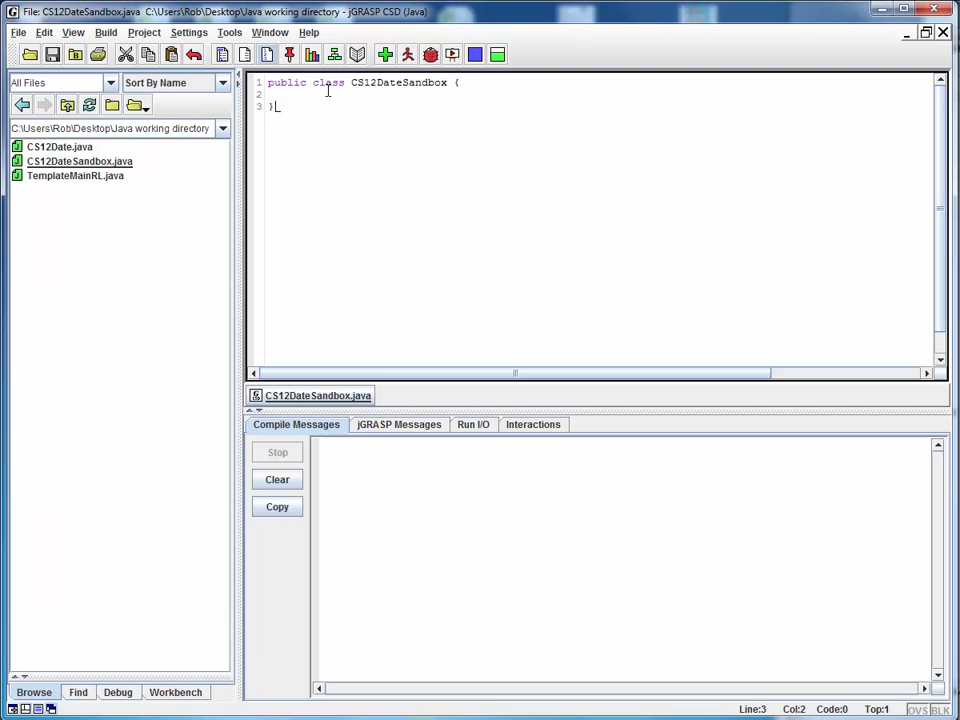 File: CS12DateSandbox.java C:\Users\Rob\Desktop\Java working directory - jGRASP CSD (Java)
File Edit View Build Project Settings Tools Window Help
All Files Sort By Name
C:\Users\Rob\Desktop\Java working directory
CS12Date.java
CS12DateSandbox.java
TemplateMainRL.java
1 public class CS12DateSandbox {
2
3 }
CS12DateSandbox.java
Compile Messages jGRASP Messages Run I/O Interactions
Stop
Clear
Copy
Browse Find Debug Workbench
Line:3 Col:2 Code:0 Top:1 OVS BLK